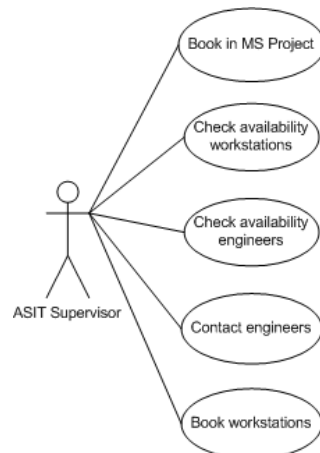 Book in MS Project
Check availability
workstations
Check availability
engineers
ASIT Supervisor
Contact engineers
Book workstations